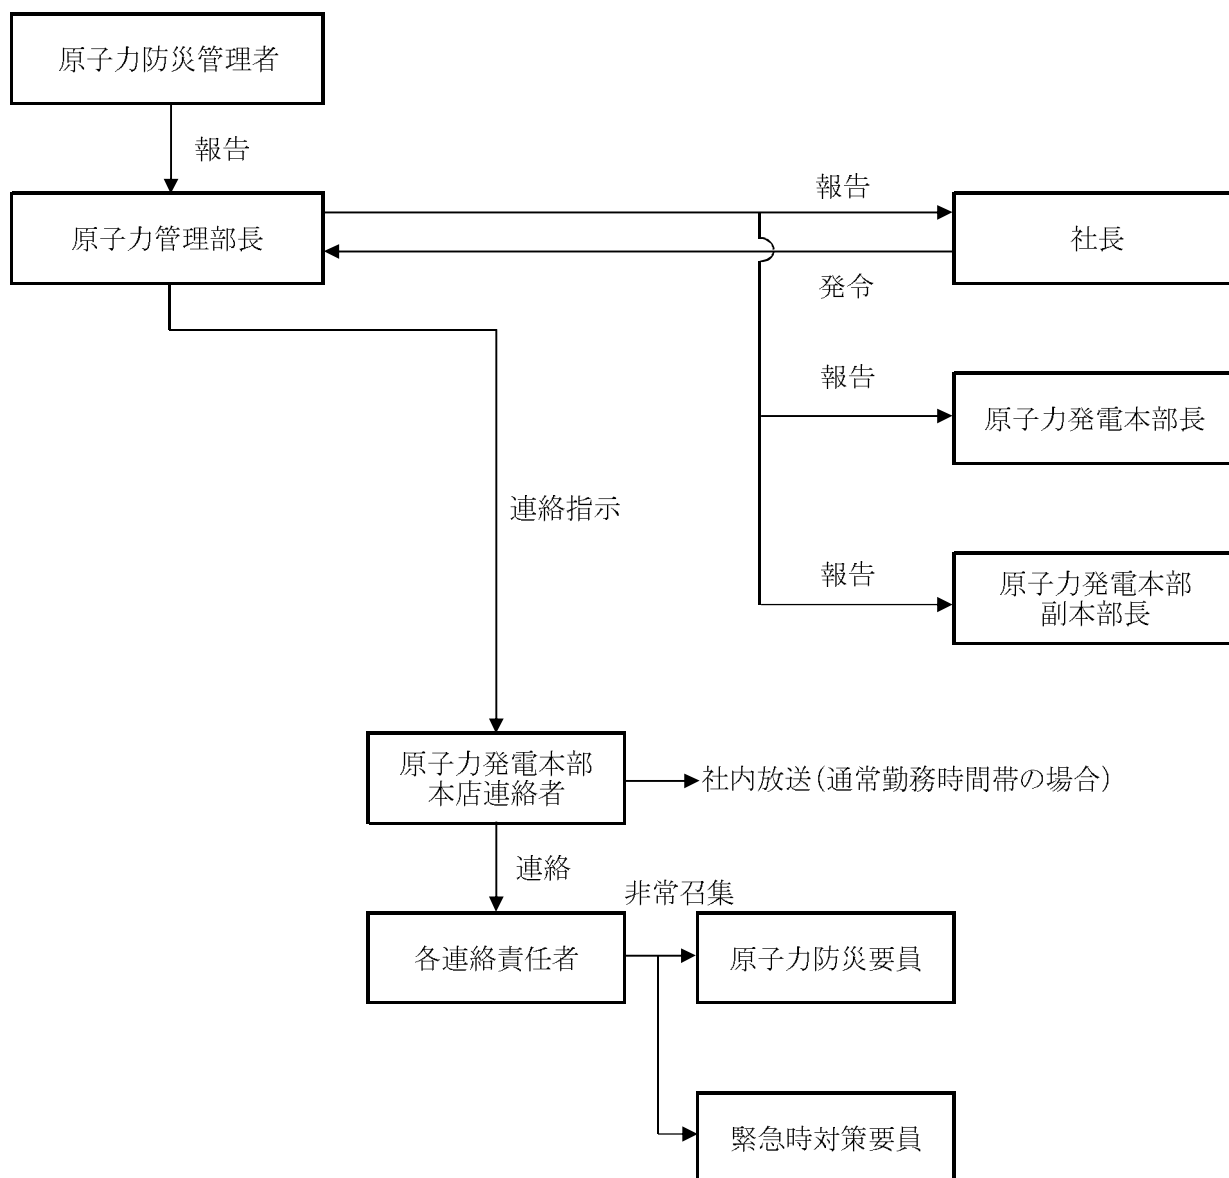 原子力防災管理者
報告
報告
原子力管理部長
社長
発令
報告
原子力発電本部長
連絡指示
報告
原子力発電本部
副本部長
原子力発電本部
本店連絡者
社内放送(通常勤務時間帯の場合)
連絡
非常召集
各連絡責任者
原子力防災要員
緊急時対策要員